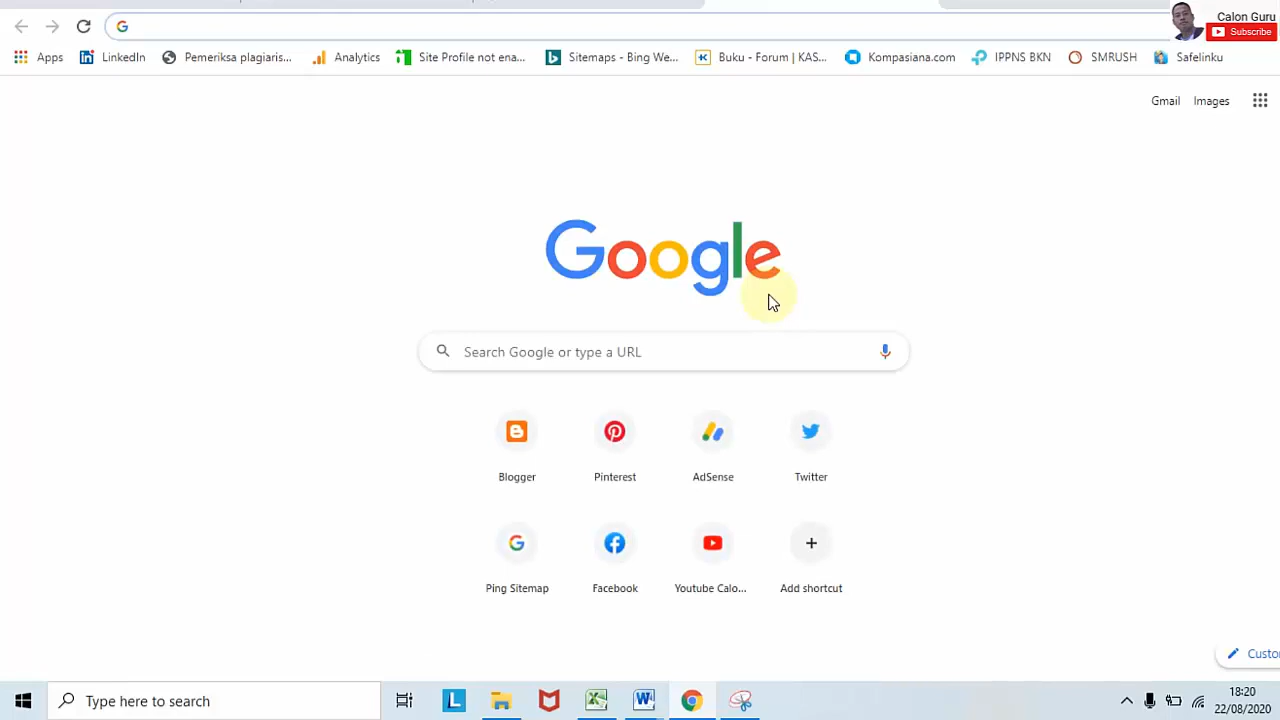 Calon Guru
Subscribe
Apps LinkedIn Pemeriksa plagiaris... Analytics Site Profile not ena... Sitemaps - Bing We... Buku - Forum | KAS... Kompasiana.com IPPNS BKN SMRUSH Safelinku
Gmail Images
Google
Search Google or type a URL
Blogger Pinterest AdSense Twitter
Ping Sitemap Facebook Youtube Calo... Add shortcut
Custo
Type here to search
18:20
22/08/2020